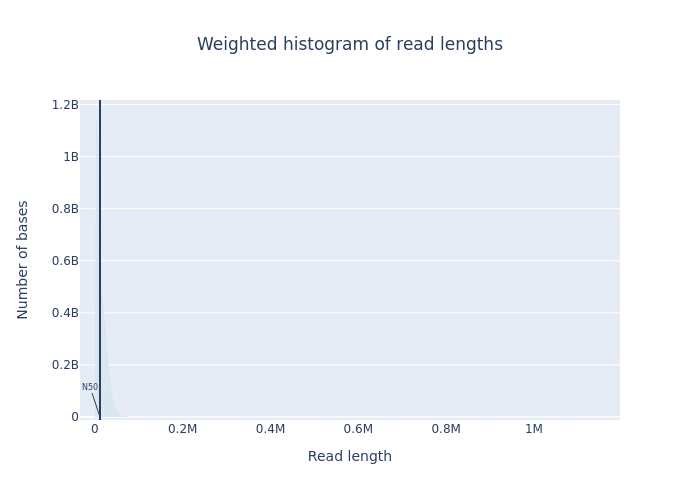 Weighted histogram of read lengths
1.2B
1B
0.8B
0.6B
0.4B
0.2B
0
N50
0
0.2M
0.4M
0.6M
0.8M
1M
Number of bases
Read length